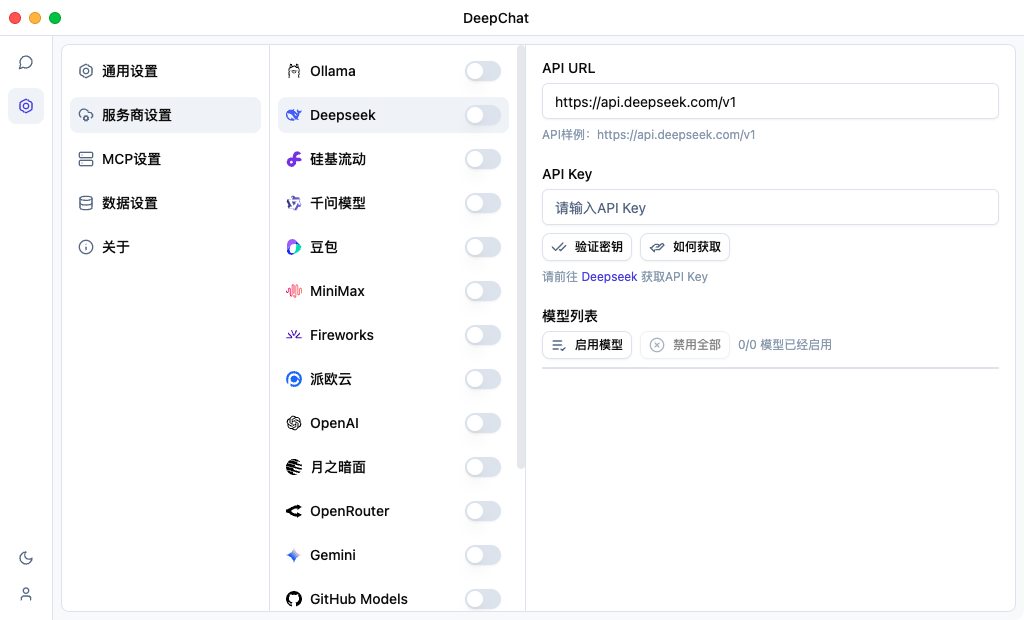 DeepChat
通用设置
服务商设置
MCP设置
数据设置
关于
Ollama
Deepseek
硅基流动
千问模型
豆包
MiniMax
Fireworks
派欧云
OpenAI
月之暗面
OpenRouter
Gemini
GitHub Models
API URL
https://api.deepseek.com/v1
API样例：https://api.deepseek.com/v1
API Key
请输入API Key
验证密钥 如何获取
请前往 Deepseek 获取API Key
模型列表
启用模型 禁用全部 0/0 模型已经启用